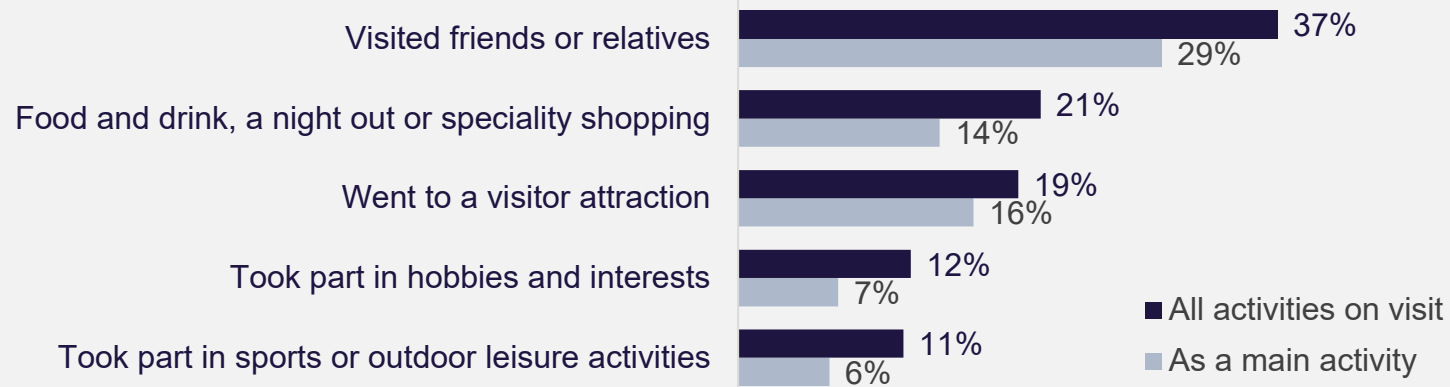 Visited friends or relatives
37%
29%
Food and drink, a night out or speciality shopping
21%
14%
Went to a visitor attraction
19%
16%
Took part in hobbies and interests
12%
7%
Took part in sports or outdoor leisure activities
11%
6%
All activities on visit
As a main activity